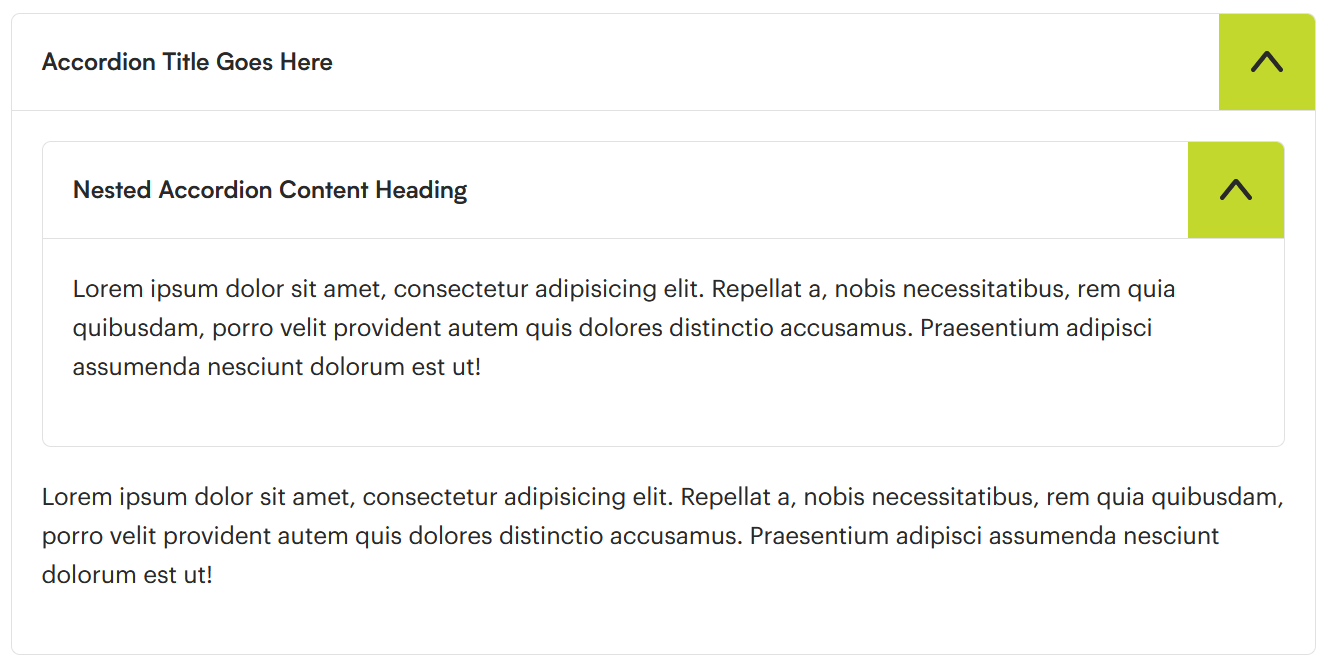 Accordion Title Goes Here
Nested Accordion Content Heading
Lorem ipsum dolor sit amet, consectetur adipisicing elit. Repellat a, nobis necessitatibus, rem quia
quibusdam, porro velit provident autem quis dolores distinctio accusamus. Praesentium adipisci
assumenda nesciunt dolorum est ut!
Lorem ipsum dolor sit amet, consectetur adipisicing elit. Repellat a, nobis necessitatibus, rem quia quibusdam,
porro velit provident autem quis dolores distinctio accusamus. Praesentium adipisci assumenda nesciunt
dolorum est ut!